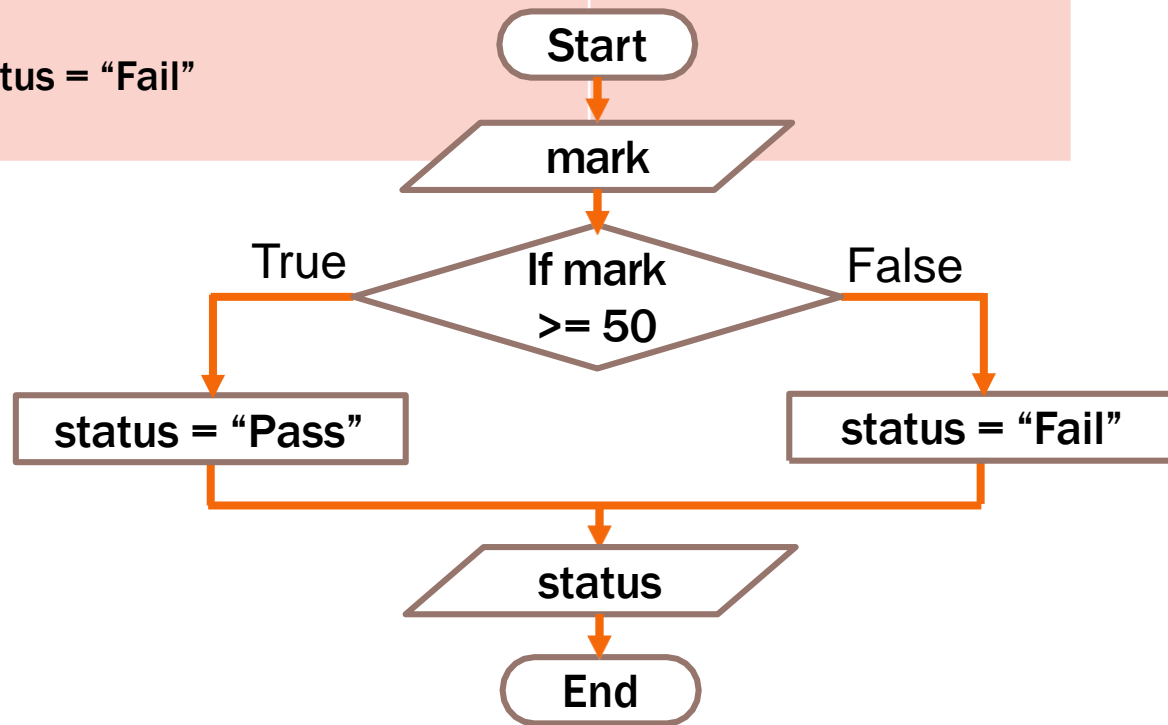 tus = “Fail”
Start
mark
True
If mark
>= 50
False
status = “Pass”
status = “Fail”
status
End